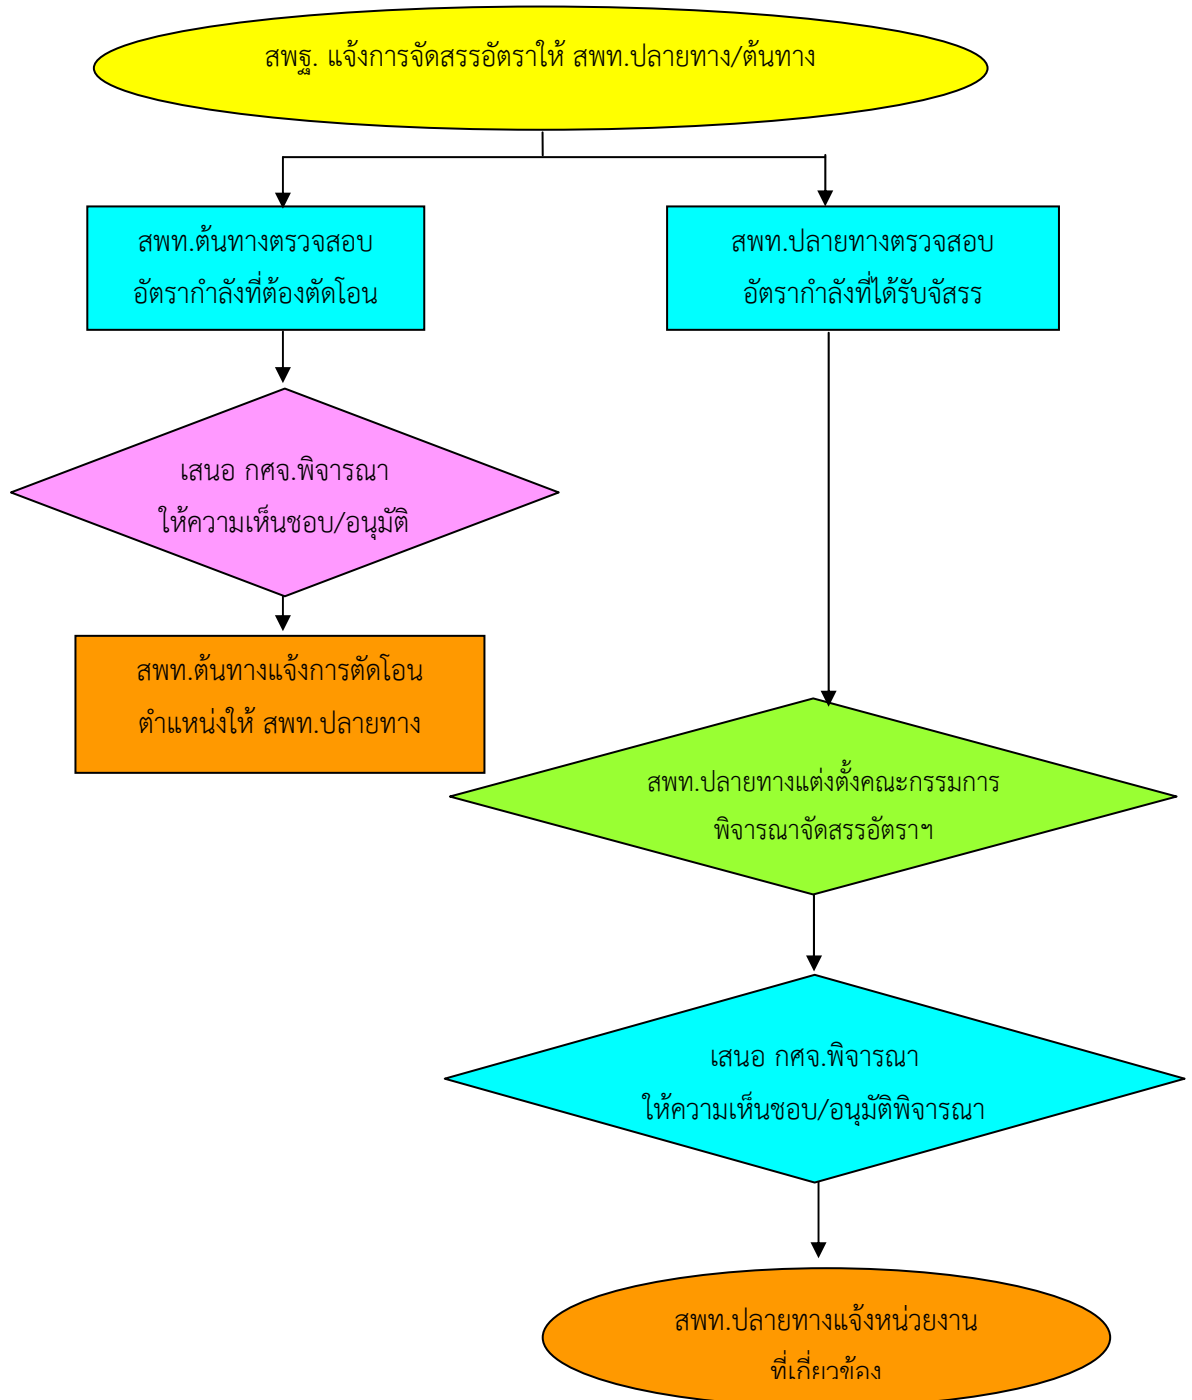 สพฐ. แจ้งการจัดสรรอัตราให้ สพท.ปลายทาง/ต้นทาง
สพท.ต้นทางตรวจสอบ
อัตรากำลังที่ต้องตัดโอน
สพท.ปลายทางตรวจสอบ
อัตรากำลังที่ได้รับจัสรร
เสนอ กศจ.พิจารณา
ให้ความเห็นชอบ/อนุมัติ
สพท.ต้นทางแจ้งการตัดโอน
ตำแหน่งให้ สพท.ปลายทาง
สพท.ปลายทางแต่งตั้งคณะกรรมการ
พิจารณาจัดสรรอัตราฯ
เสนอ กศจ.พิจารณา
ให้ความเห็นชอบ/อนุมัติพิจารณา
สพท.ปลายทางแจ้งหน่วยงาน
ที่เกี่ยวข้อง